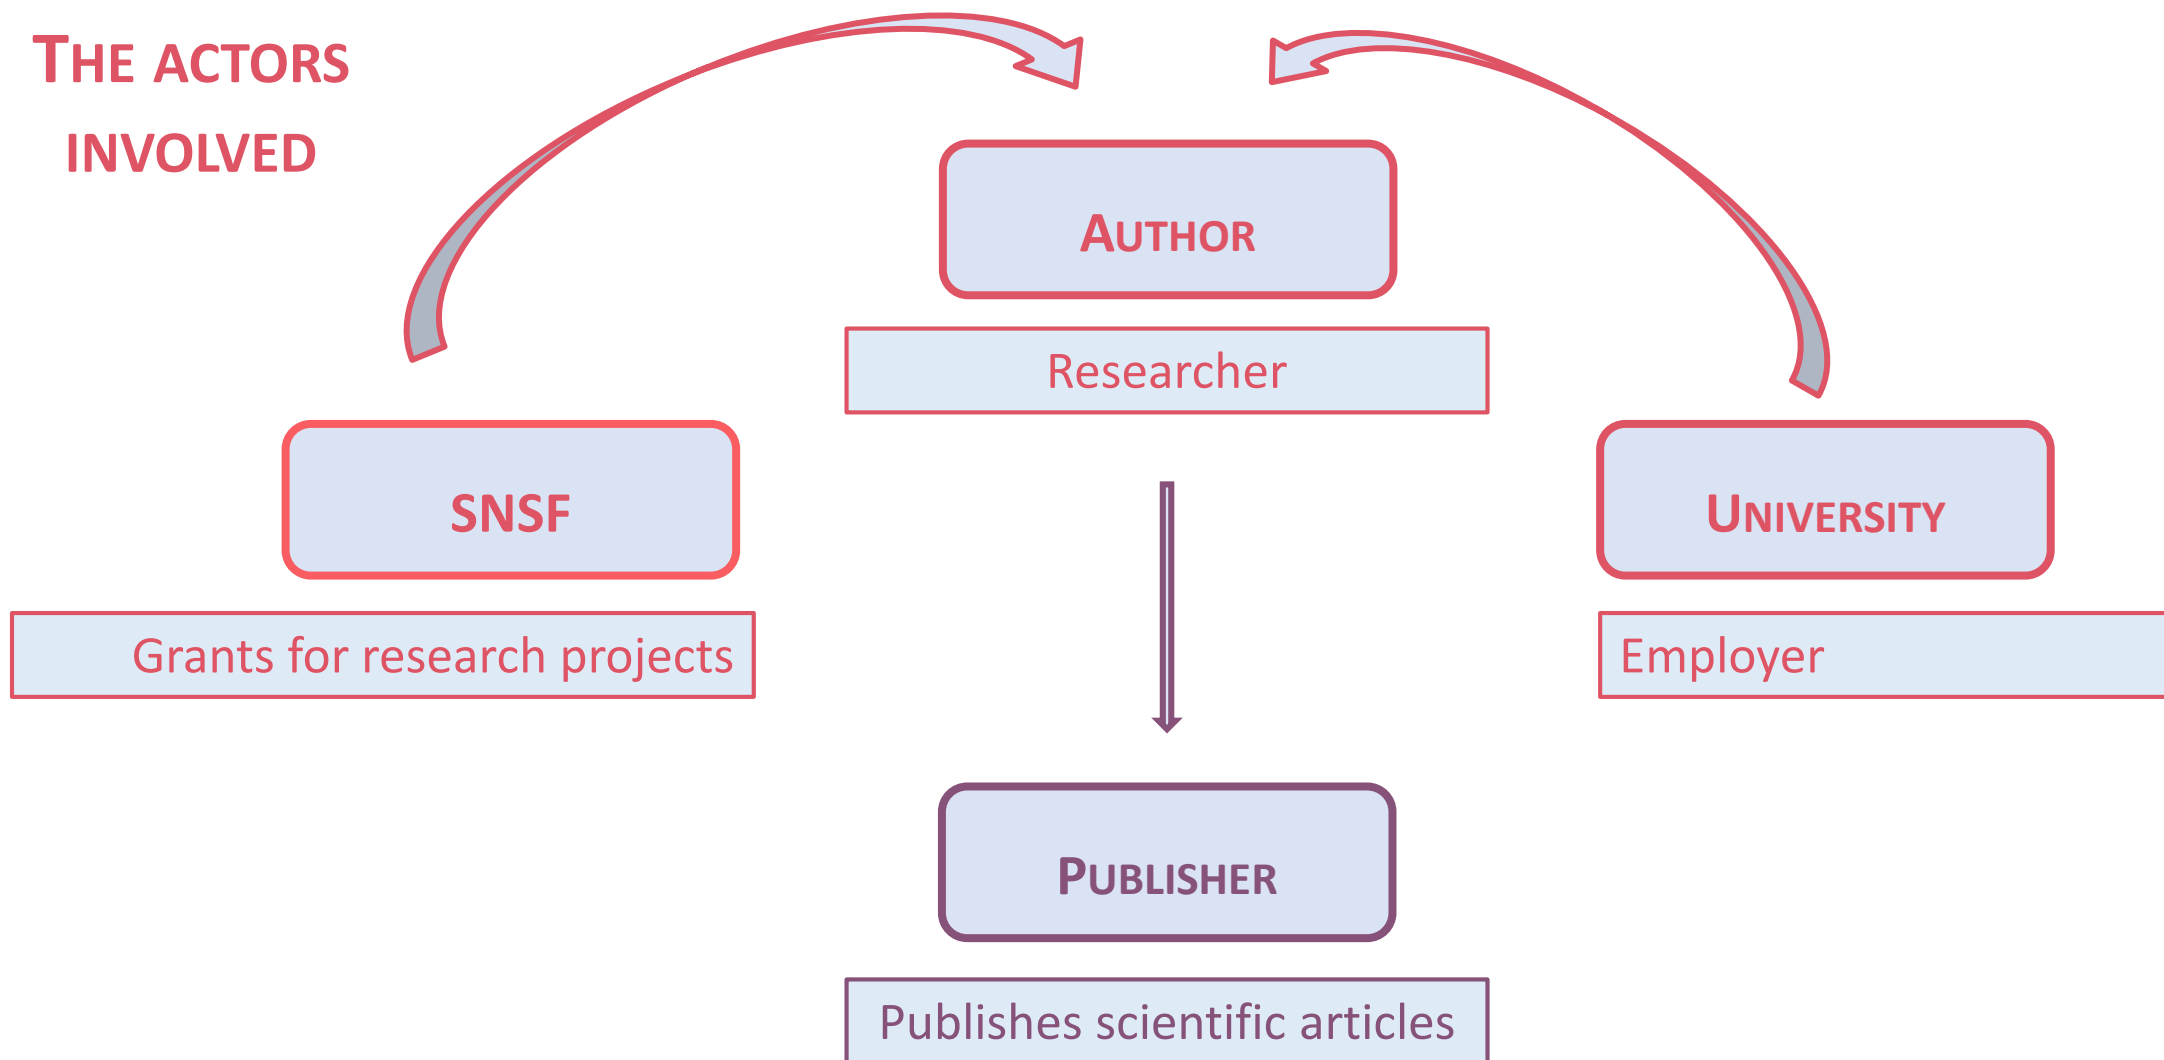 THE ACTORS
INVOLVED
AUTHOR
Researcher
SNSF
Grants for research projects
UNIVERSITY
Employer
PUBLISHER
Publishes scientific articles